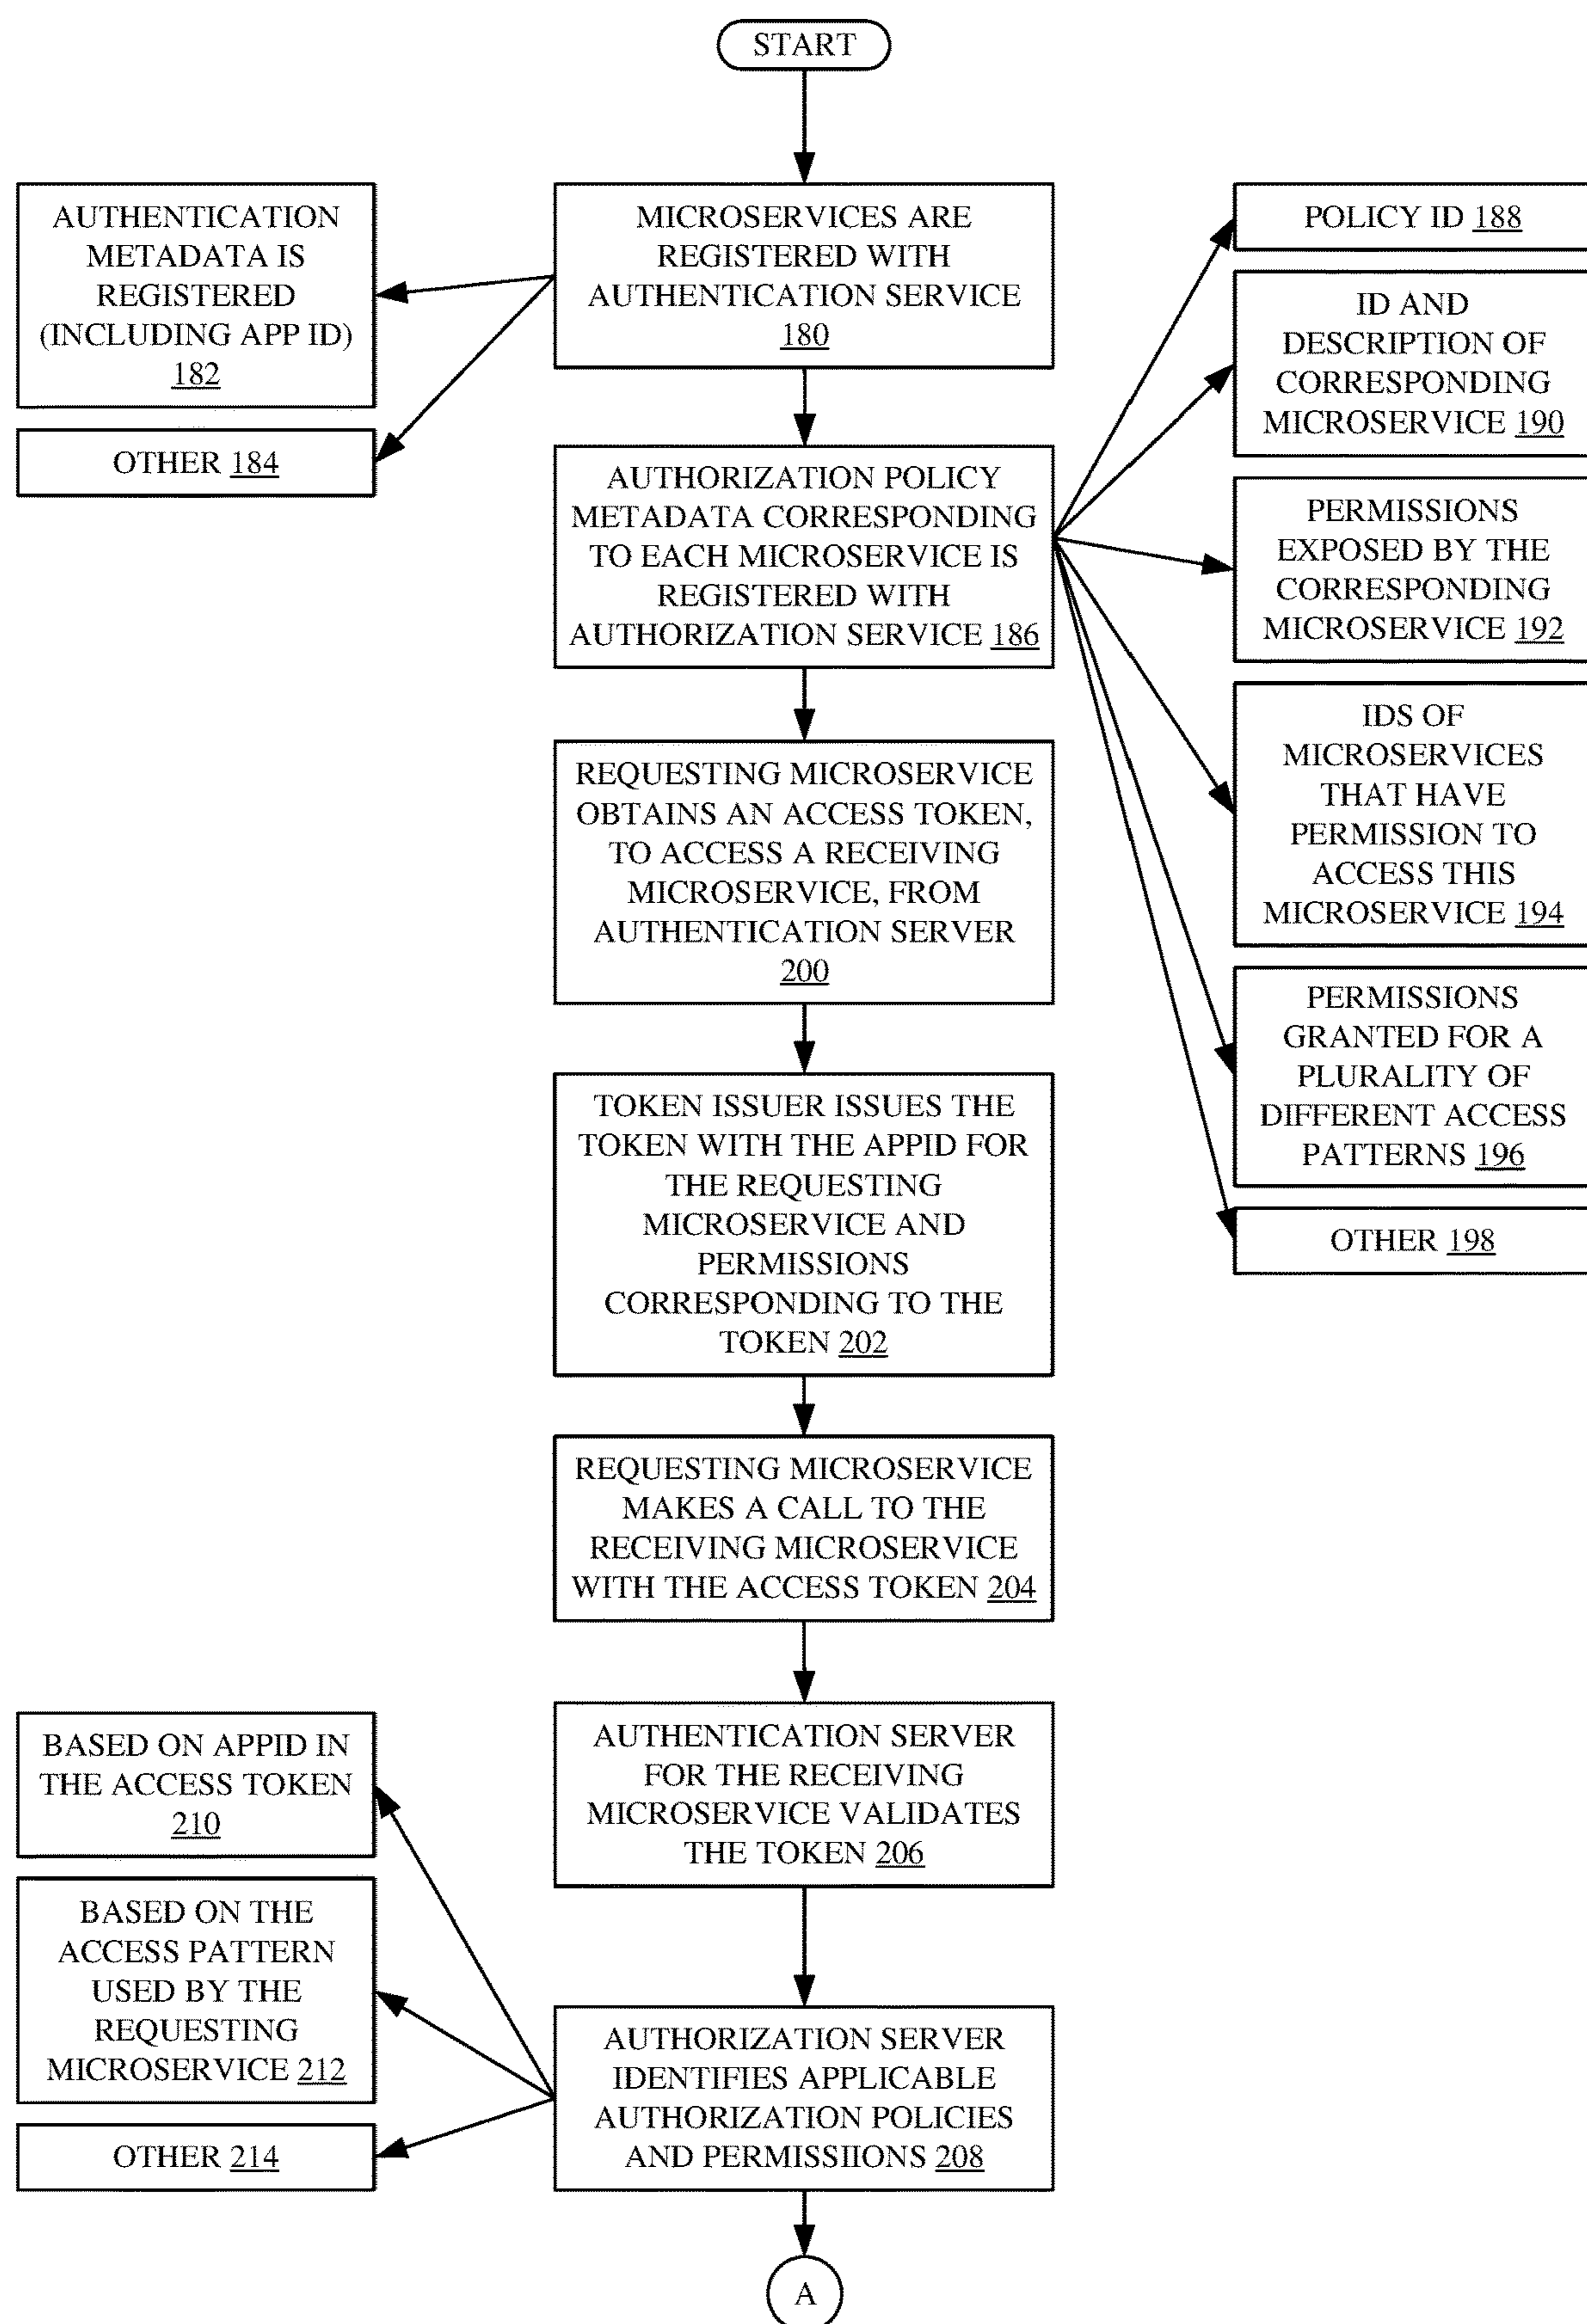 START
MICROSERVICES ARE
REGISTERED WITH
AUTHENTICATION SERVICE
180
AUTHENTICATION
METADATA IS
REGISTERED
(INCLUDING APP ID)
182
OTHER 184
AUTHORIZATION POLICY
METADATA CORRESPONDING
TO EACH MICROSERVICE IS
REGISTERED WITH
AUTHORIZATION SERVICE 186
POLICY ID 188
ID AND
DESCRIPTION OF
CORRESPONDING
MICROSERVICE 190
PERMISSIONS
EXPOSED BY THE
CORRESPONDING
MICROSERVICE 192
IDS OF
MICROSERVICES
THAT HAVE
PERMISSION TO
ACCESS THIS
MICROSERVICE 194
PERMISSIONS
GRANTED FOR A
PLURALITY OF
DIFFERENT ACCESS
PATTERNS 196
OTHER 198
REQUESTING MICROSERVICE
OBTAINS AN ACCESS TOKEN,
TO ACCESS A RECEIVING
MICROSERVICE, FROM
AUTHENTICATION SERVER
200
TOKEN ISSUER ISSUES THE
TOKEN WITH THE APPID FOR
THE REQUESTING
MICROSERVICE AND
PERMISSIONS
CORRESPONDING TO THE
TOKEN 202
REQUESTING MICROSERVICE
MAKES A CALL TO THE
RECEIVING MICROSERVICE
WITH THE ACCESS TOKEN 204
AUTHENTICATION SERVER
FOR THE RECEIVING
MICROSERVICE VALIDATES
THE TOKEN 206
AUTHORIZATION SERVER
IDENTIFIES APPLICABLE
AUTHORIZATION POLICIES
AND PERMISSIIONS 208
BASED ON APPID IN
THE ACCESS TOKEN
210
BASED ON THE
ACCESS PATTERN
USED BY THE
REQUESTING
MICROSERVICE 212
OTHER 214
A